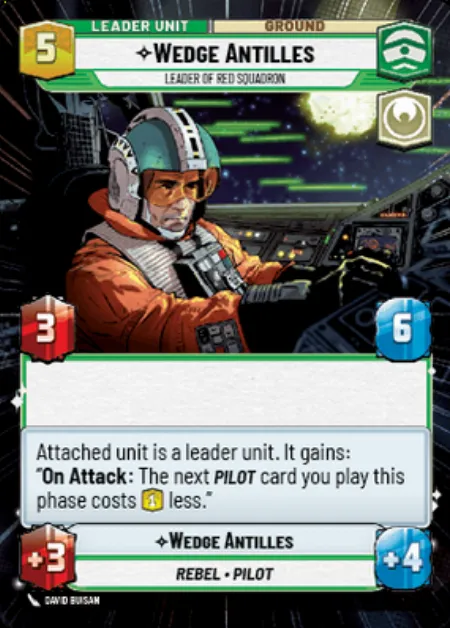 LEADER UNIT
GROUND
5
WEDGE ANTILLES
LEADER OF RED SQUADRON
3
6
Attached unit is a leader unit. It gains:
"On Attack: The next PILOT card you play this
phase costs 1 less."
+3
WEDGE ANTILLES
+4
REBEL • PILOT
DAVID BUISAN